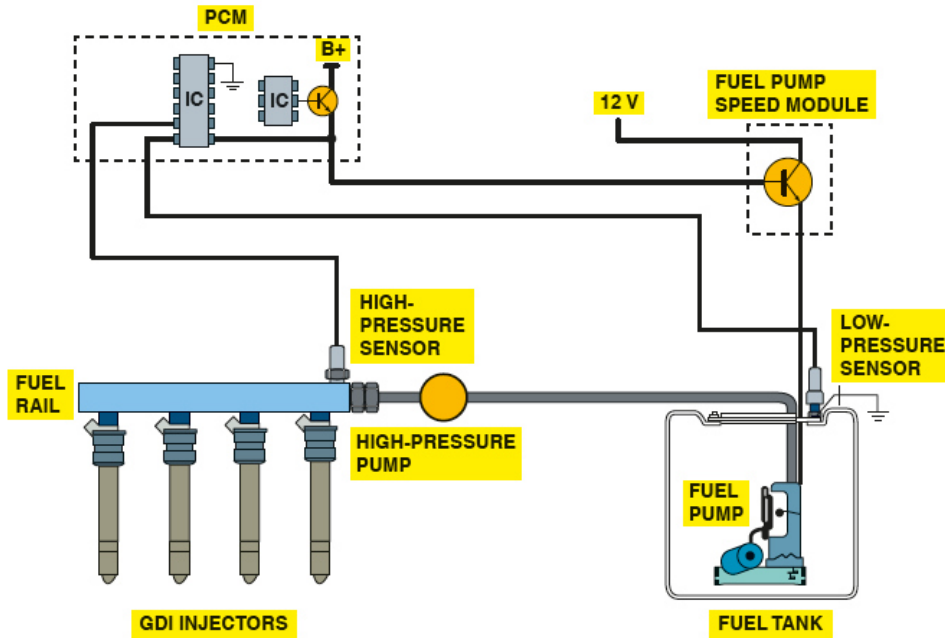 PCM
B+
IC
IC
12 V
FUEL PUMP
SPEED MODULE
HIGH-
PRESSURE
SENSOR
LOW-
PRESSURE
SENSOR
FUEL
RAIL
HIGH-PRESSURE
PUMP
FUEL
PUMP
GDI INJECTORS
FUEL TANK